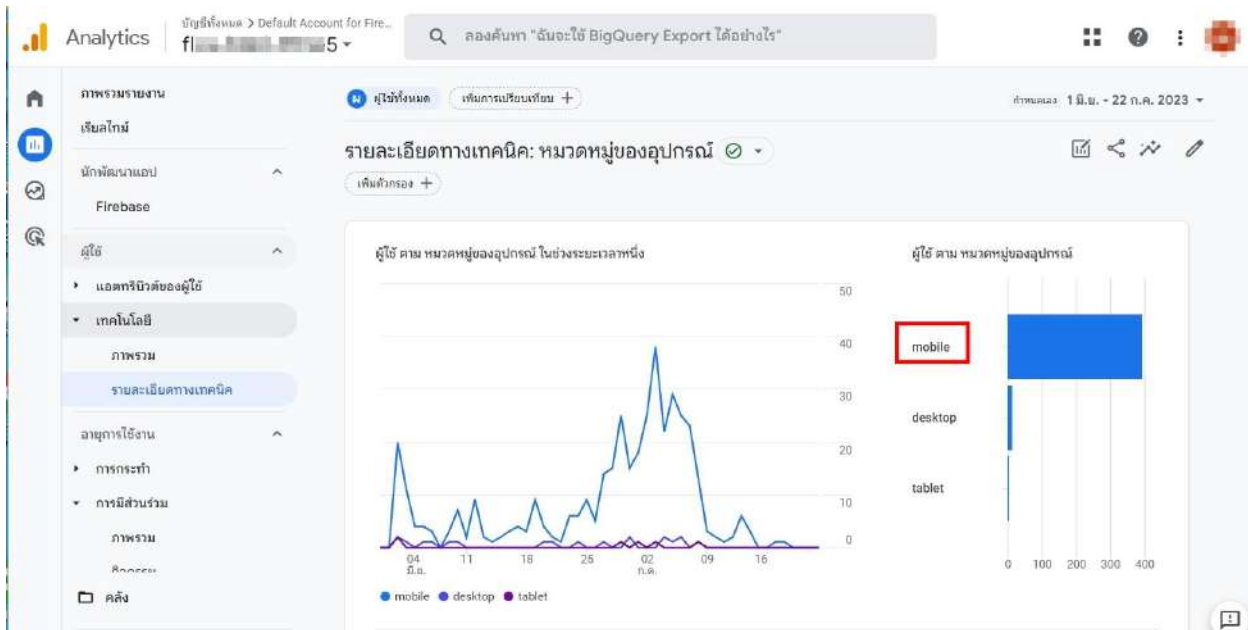 Analytics
บัญชีทั้งหมด > Default Account for Fire...
ลองค้นหา "ฉันจะใช้ BigQuery Export ได้อย่างไร"
ภาพรวมรายงาน
เรียลไทม์
นักพัฒนาแอป
Firebase
ผู้ใช้
แอตทริบิวต์ของผู้ใช้
เทคโนโลยี
ภาพรวม
รายละเอียดทางเทคนิค
อายุการใช้งาน
การกระทำ
การมีส่วนร่วม
ภาพรวม
คลัง
ผู้ใช้ทั้งหมด
เพิ่มการเปรียบเทียบ +
กำหนดเอง 1 มิ.ย. - 22 ก.ค. 2023
รายละเอียดทางเทคนิค: หมวดหมู่ของอุปกรณ์
เพิ่มตัวกรอง +
ผู้ใช้ ตาม หมวดหมู่ของอุปกรณ์ ในช่วงระยะเวลาหนึ่ง
50
40
30
20
10
0
04 11 18 25 02 09 16
มิ.ย. ก.ค.
mobile desktop tablet
ผู้ใช้ ตาม หมวดหมู่ของอุปกรณ์
mobile
desktop
tablet
0 100 200 300 400